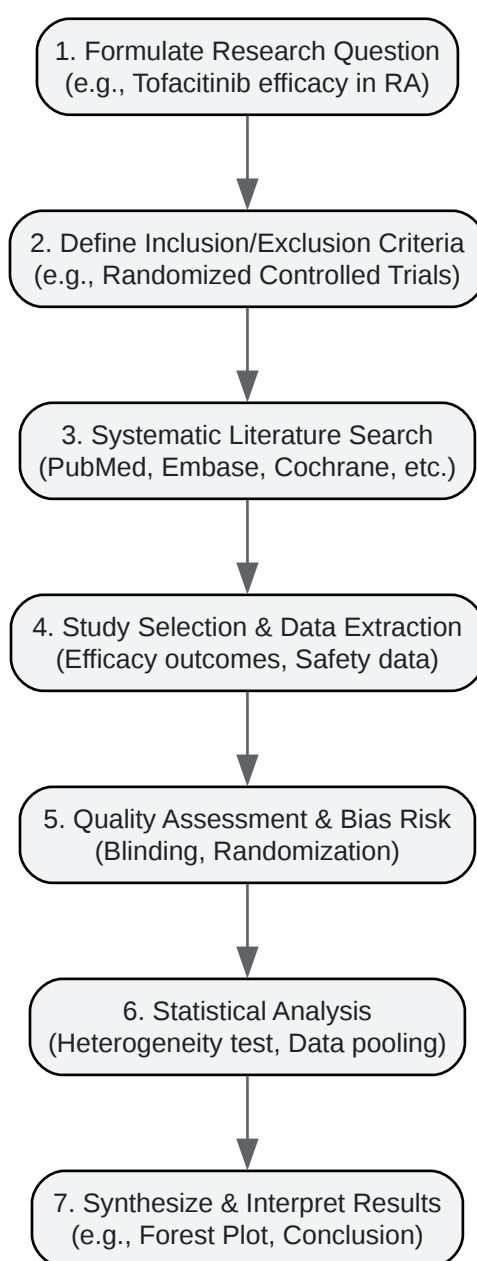 1. Formulate Research Question
(e.g., Tofacitinib efficacy in RA)
2. Define Inclusion/Exclusion Criteria
(e.g., Randomized Controlled Trials)
3. Systematic Literature Search
(PubMed, Embase, Cochrane, etc.)
4. Study Selection & Data Extraction
(Efficacy outcomes, Safety data)
5. Quality Assessment & Bias Risk
(Blinding, Randomization)
6. Statistical Analysis
(Heterogeneity test, Data pooling)
7. Synthesize & Interpret Results
(e.g., Forest Plot, Conclusion)